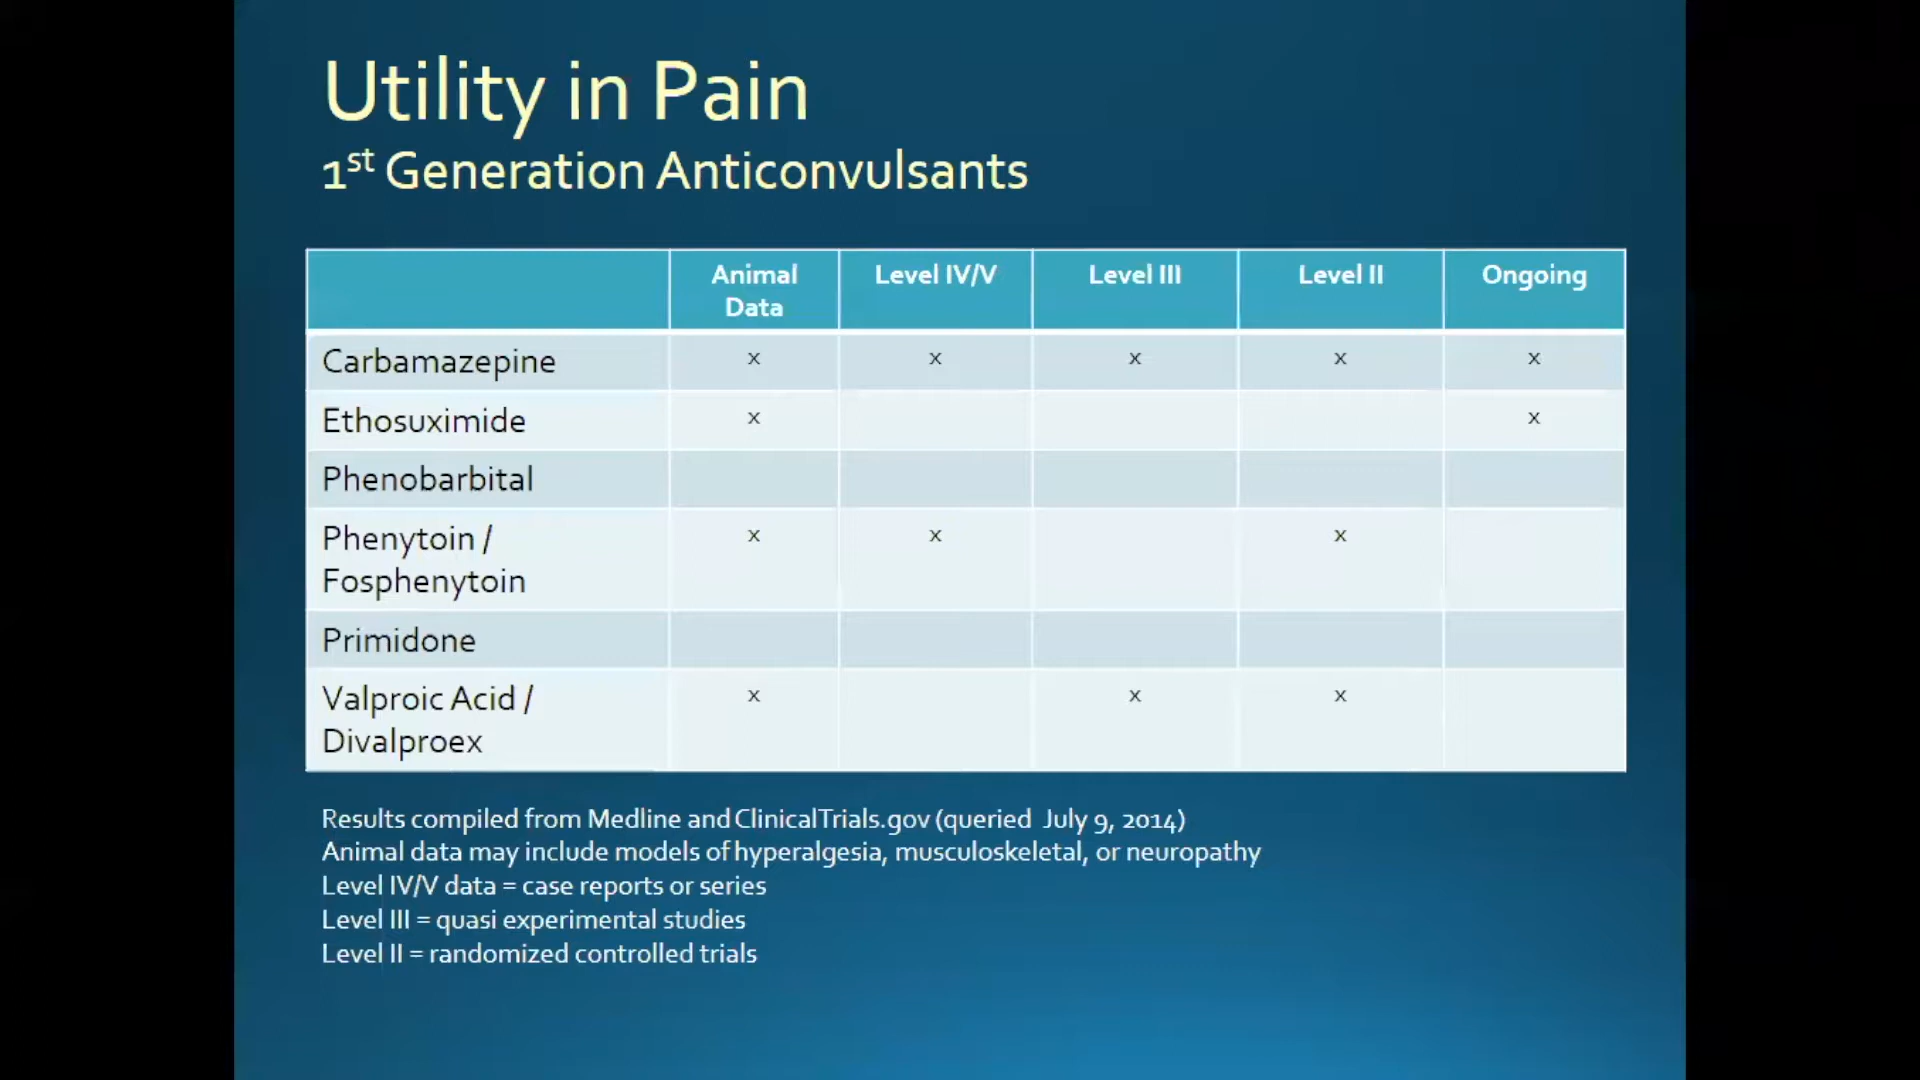 Utility in Pain
1st Generation Anticonvulsants
Animal Data Level IV/V Level III Level II Ongoing
Carbamazepine x x x x x
Ethosuximide x x
Phenobarbital
Phenytoin / x x x
Fosphenytoin
Primidone
Valproic Acid / x x x
Divalproex
Results compiled from Medline and ClinicalTrials.gov (queried July 9, 2014)
Animal data may include models of hyperalgesia, musculoskeletal, or neuropathy
Level IV/V data = case reports or series
Level III = quasi experimental studies
Level II = randomized controlled trials